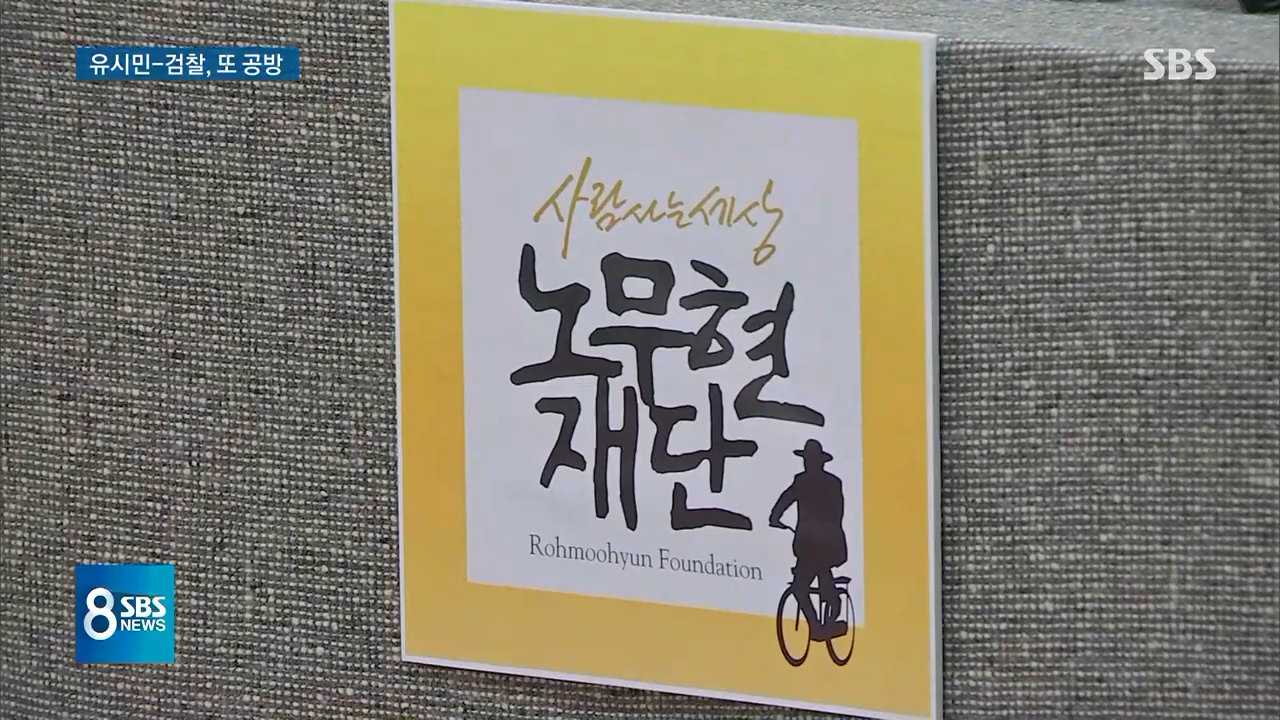 유시민-검찰, 또 공방
SBS
사람사는세상
노무현
재단
Rohmoohyun Foundation
8 SBS
NEWS